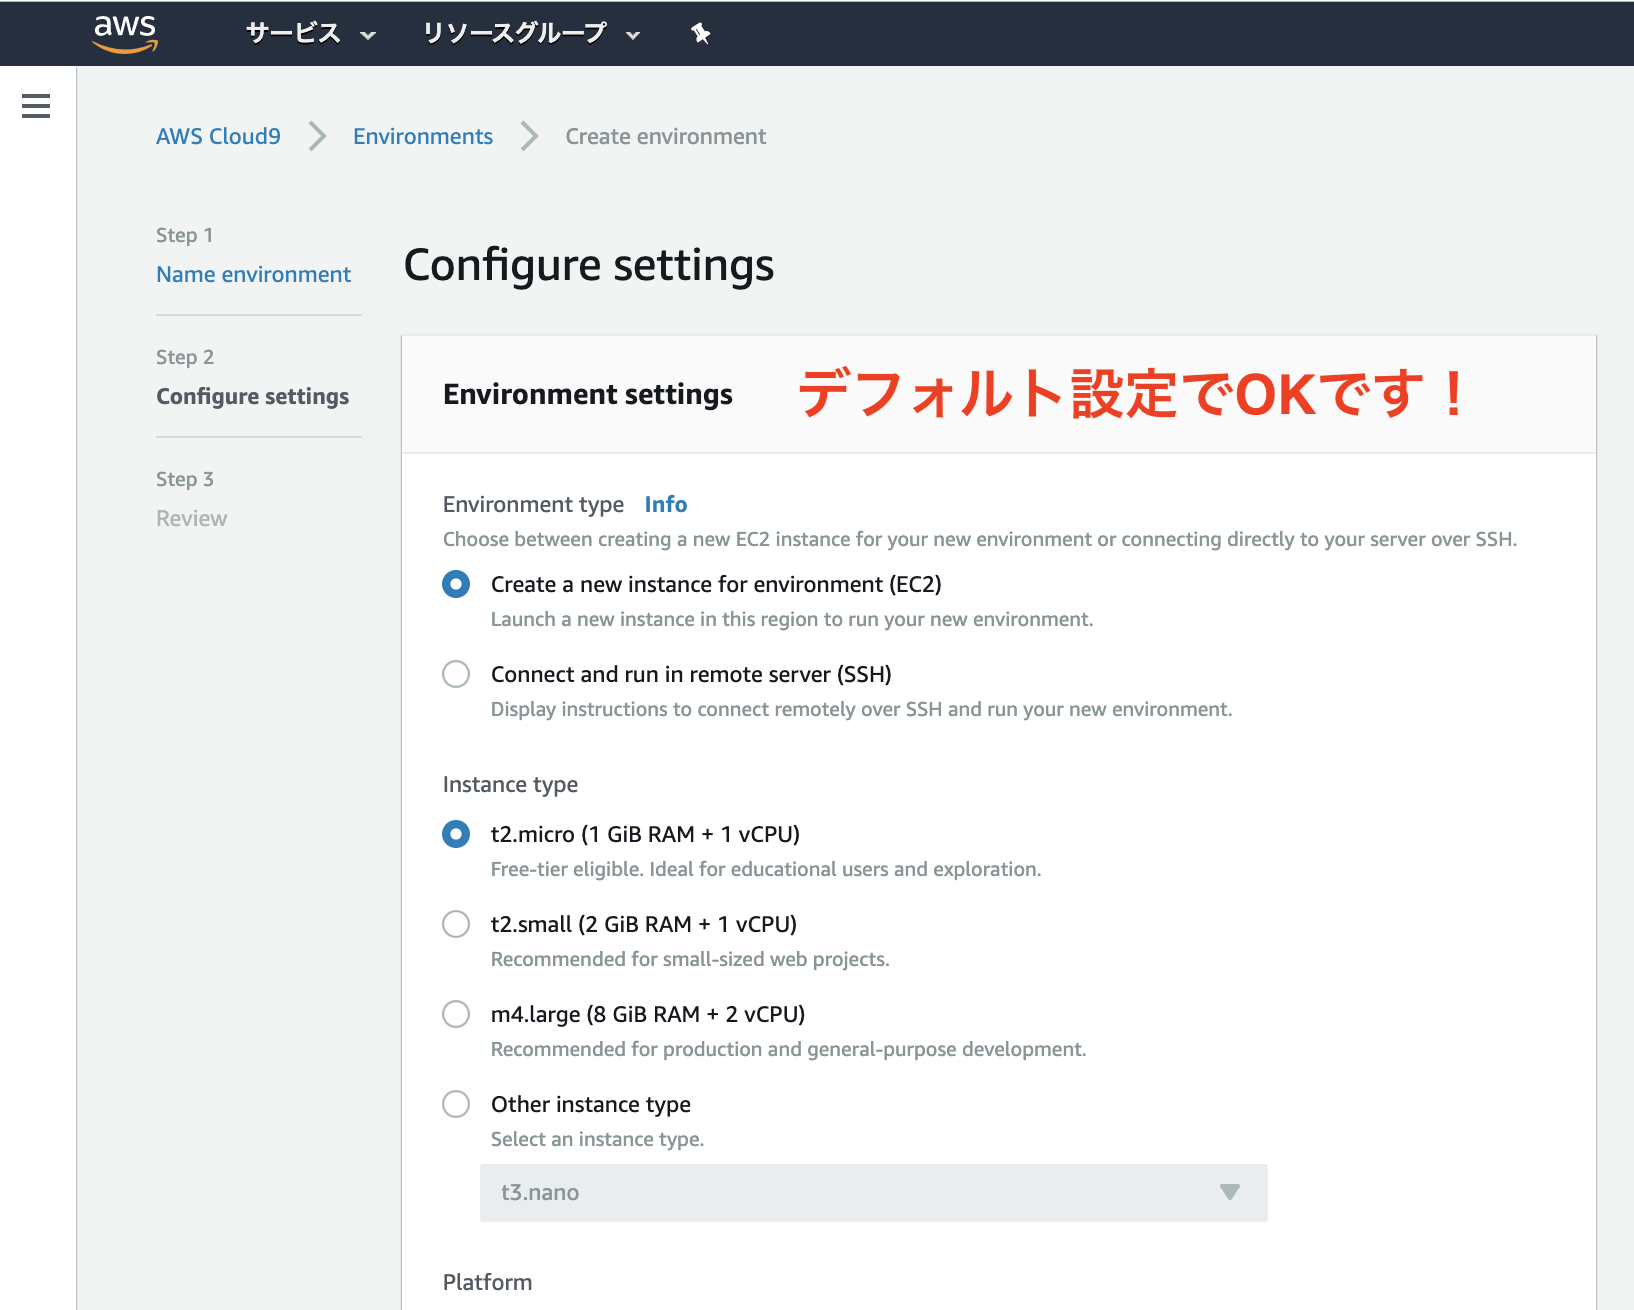 aws
サービス
リソースグループ
AWS Cloud9
Environments
Create environment
Step 1
Name environment
Step 2
Configure settings
Step 3
Review
Configure settings
Environment settings
デフォルト設定でOKです！
Environment type Info
Choose between creating a new EC2 instance for your new environment or connecting directly to your server over SSH.
Create a new instance for environment (EC2)
Launch a new instance in this region to run your new environment.
Connect and run in remote server (SSH)
Display instructions to connect remotely over SSH and run your new environment.
Instance type
t2.micro (1 GiB RAM + 1 vCPU)
Free-tier eligible. Ideal for educational users and exploration.
t2.small (2 GiB RAM + 1 vCPU)
Recommended for small-sized web projects.
m4.large (8 GiB RAM + 2 vCPU)
Recommended for production and general-purpose development.
Other instance type
Select an instance type.
t3.nano
Platform